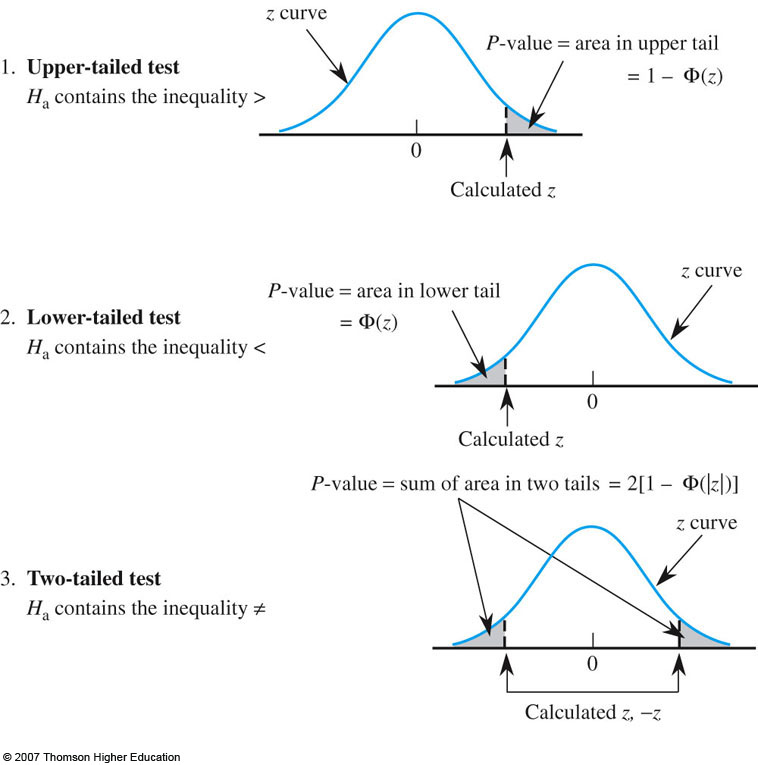 z curve
P-value = area in upper tail
= 1 − Φ(z)
1. Upper-tailed test
Hₐ contains the inequality >
0
Calculated z
z curve
P-value = area in lower tail
= Φ(z)
2. Lower-tailed test
Hₐ contains the inequality <
0
Calculated z
P-value = sum of area in two tails = 2[1 − Φ(|z|)]
z curve
3. Two-tailed test
Hₐ contains the inequality ≠
0
Calculated z, −z
© 2007 Thomson Higher Education